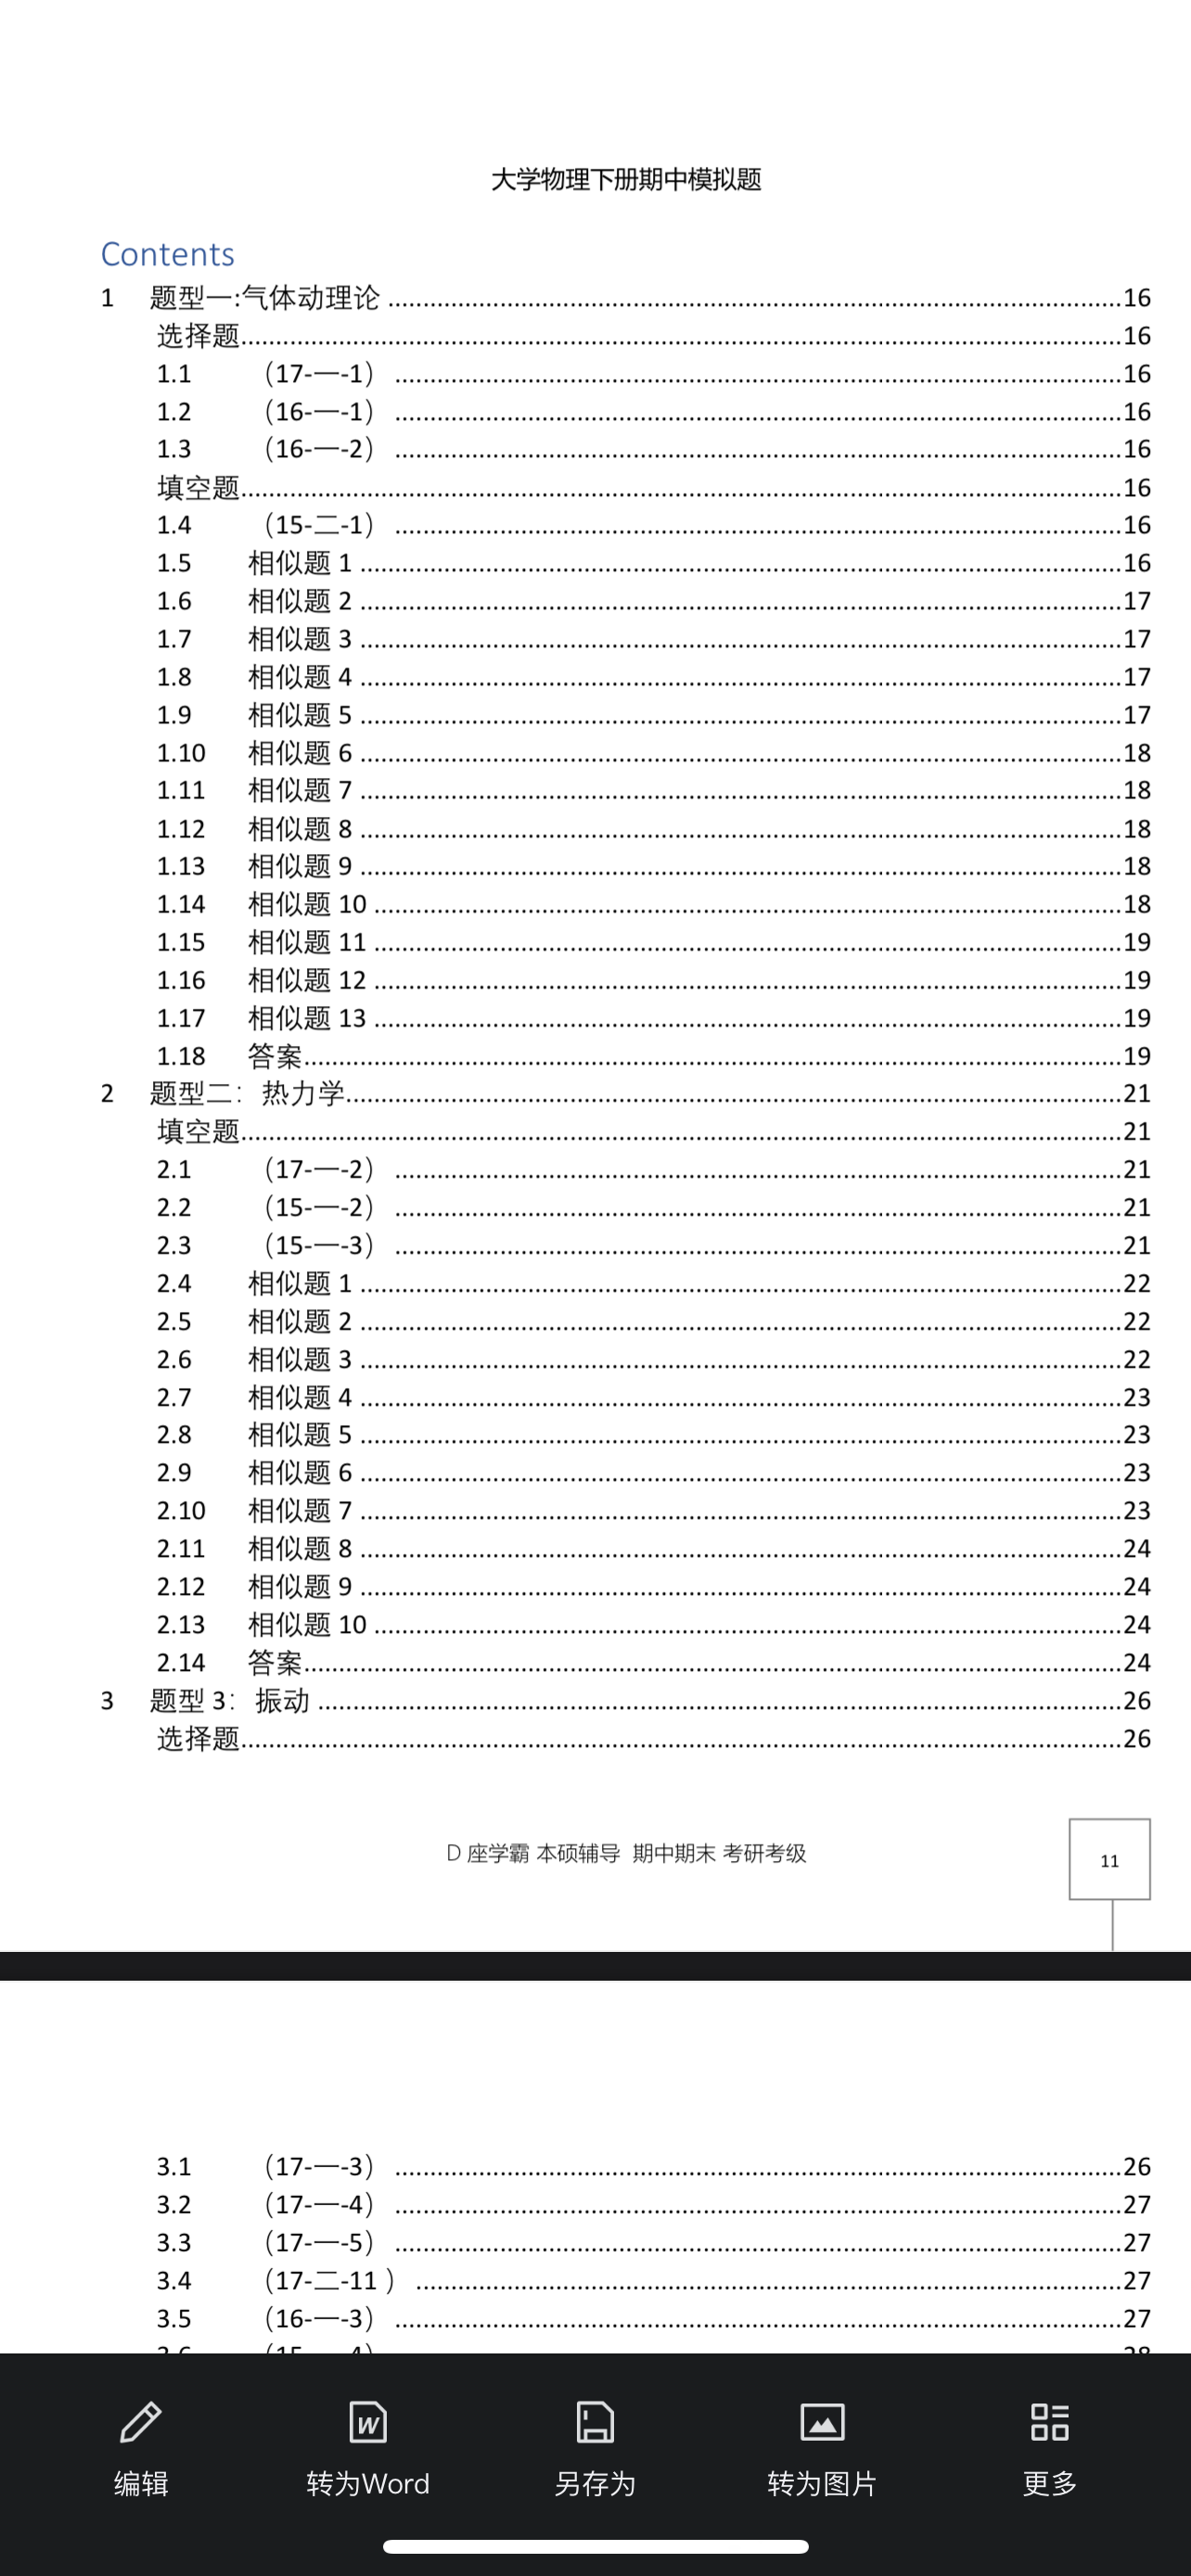 大学物理下册期中模拟题
Contents
1 题型一:气体动理论 ........ 16
选择题 ........ 16
1.1 （17-一-1） ........ 16
1.2 （16-一-1） ........ 16
1.3 （16-一-2） ........ 16
填空题 ........ 16
1.4 （15-二-1） ........ 16
1.5 相似题 1 ........ 16
1.6 相似题 2 ........ 17
1.7 相似题 3 ........ 17
1.8 相似题 4 ........ 17
1.9 相似题 5 ........ 17
1.10 相似题 6 ........ 18
1.11 相似题 7 ........ 18
1.12 相似题 8 ........ 18
1.13 相似题 9 ........ 18
1.14 相似题 10 ........ 18
1.15 相似题 11 ........ 19
1.16 相似题 12 ........ 19
1.17 相似题 13 ........ 19
1.18 答案 ........ 19
2 题型二： 热力学 ........ 21
填空题 ........ 21
2.1 （17-一-2） ........ 21
2.2 （15-一-2） ........ 21
2.3 （15-一-3） ........ 21
2.4 相似题 1 ........ 22
2.5 相似题 2 ........ 22
2.6 相似题 3 ........ 22
2.7 相似题 4 ........ 23
2.8 相似题 5 ........ 23
2.9 相似题 6 ........ 23
2.10 相似题 7 ........ 23
2.11 相似题 8 ........ 24
2.12 相似题 9 ........ 24
2.13 相似题 10 ........ 24
2.14 答案 ........ 24
3 题型 3： 振动 ........ 26
选择题 ........ 26
D 座学霸 本硕辅导 期中期末 考研考级
11
3.1 （17-一-3） ........ 26
3.2 （17-一-4） ........ 27
3.3 （17-一-5） ........ 27
3.4 （17-二-11 ） ........ 27
3.5 （16-一-3） ........ 27
编辑 转为Word 另存为 转为图片 更多